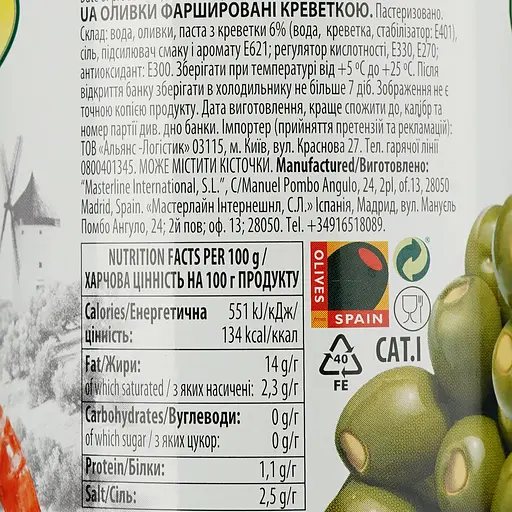 UA ОЛИВКИ ФАРШИРОВАНІ КРЕВЕТКОЮ. Пастеризовано.
Склад: вода, оливки, паста з креветки 6% (вода, креветка, стабілізатор: Е401),
сіль, підсилювач смаку і аромату Е621; регулятор кислотності, Е330, Е270;
антиоксидант: Е300. Зберігати при температурі від +5 ºС до +25 ºС. Після
відкриття банку зберігати в холодильнику не більше 7 діб. Зображення не є
точною копією продукту. Дата виготовлення, краще спожити до, калібр та
номер партії див. дно банки. Імпортер (прийняття претензій та рекламацій):
ТОВ «Альянс -Логістик» 03115, м. Київ, вул. Краснова 27. Тел. гарячої лінії
0800401345. МОЖЕ МІСТИТИ КІСТОЧКИ. Manufactured/Виготовлено:
“Masterline International, S.L.”, C/Manuel Pombo Angulo, 24, 2pl, of.13, 28050
Madrid, Spain. «Мастерлайн Інтернешнл, С.Л.» Іспанія, Мадрид, вул. Мануель
Помбо Ангуло, 24; 2й пов; оф. 13; 28050. Tel. +34916518089.
NUTRITION FACTS PER 100 g /
ХАРЧОВА ЦІННІСТЬ НА 100 г ПРОДУКТУ
Calories/Енергетична 551 kJ/кДж/
цінність: 134 kcal/ккал
Fat/Жири: 14 g/г
of which saturated / з яких насичені: 2,3 g/г
Carbohydrates/Вуглеводи: 0 g/г
of which sugar / з яких цукор: 0 g/г
Protein/Білки: 1,1 g/г
Salt/Сіль: 2,5 g/г
OLIVES
SPAIN
40
FE
CAT.I